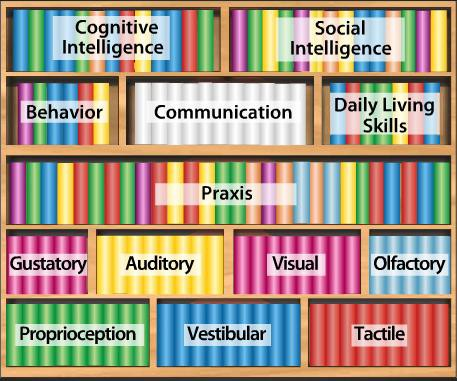 Cognitive
Intelligence
Social
Intelligence
Behavior
Communication
Daily Living
Skills
Praxis
Gustatory
Auditory
Visual
Olfactory
Proprioception
Vestibular
Tactile